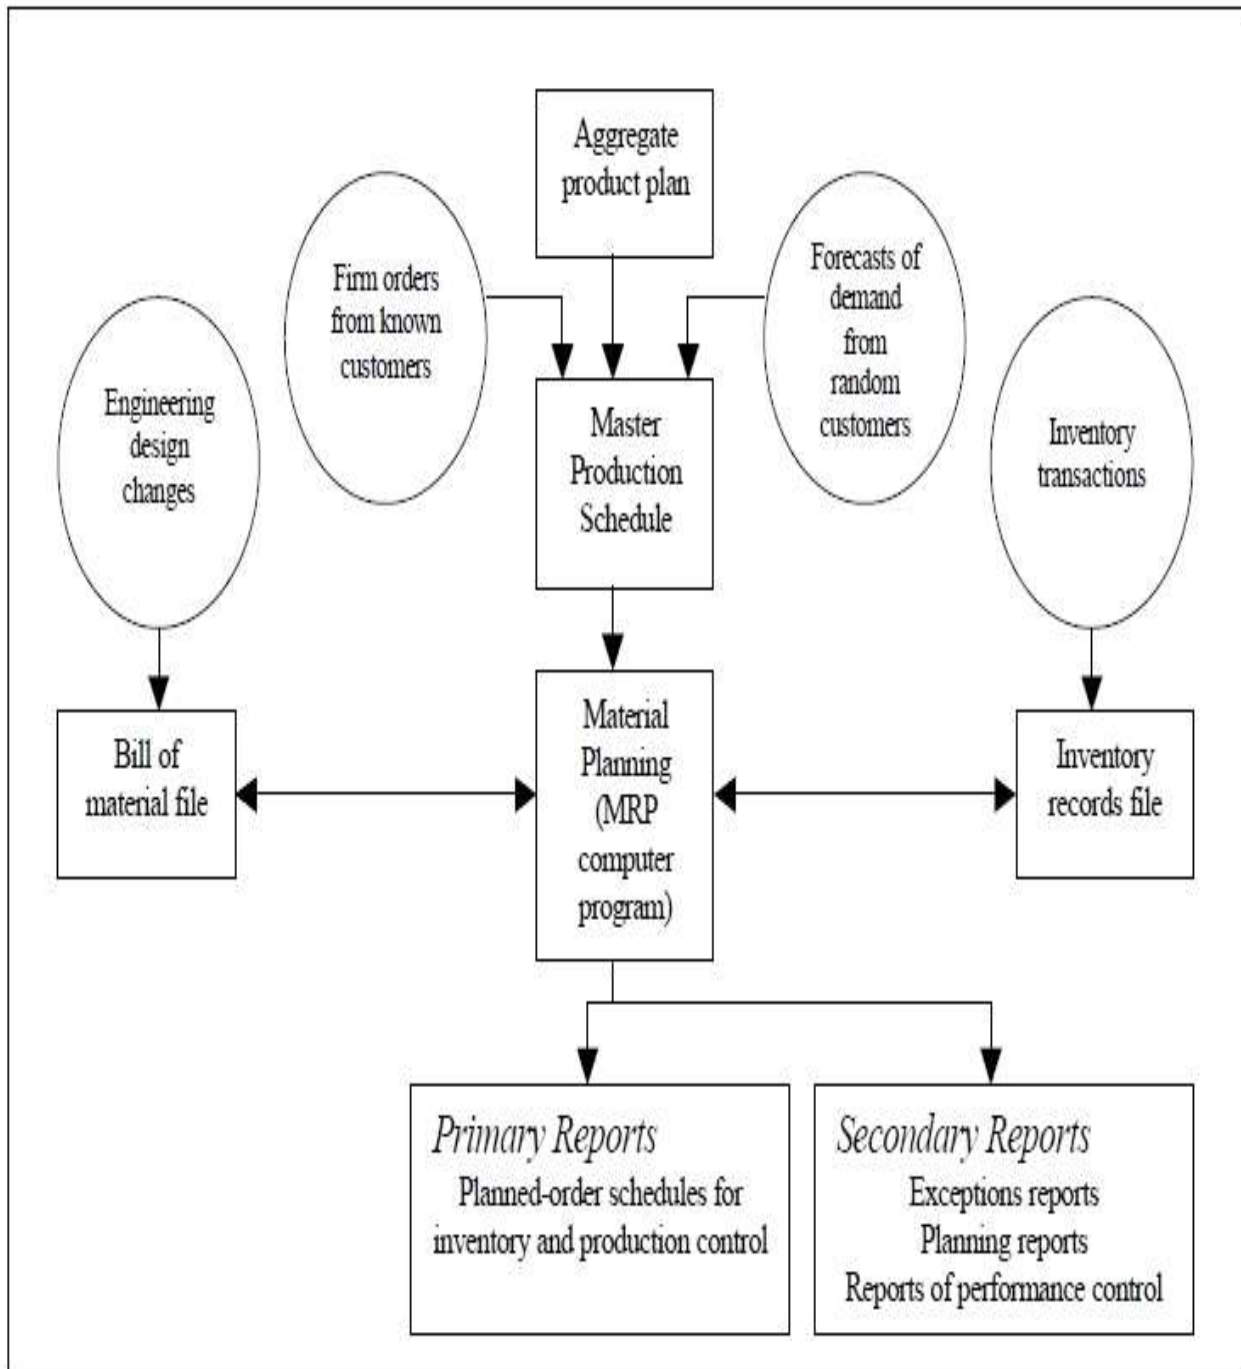 Aggregate
product plan
Firm orders
from known
customers
Forecasts of
demand
from
random
customers
Engineering
design
changes
Master
Production
Schedule
Inventory
transactions
Bill of
material file
Material
Planning
(MRP
computer
program)
Inventory
records file
Primary Reports
Planned-order schedules for
inventory and production control
Secondary Reports
Exceptions reports
Planning reports
Reports of performance control